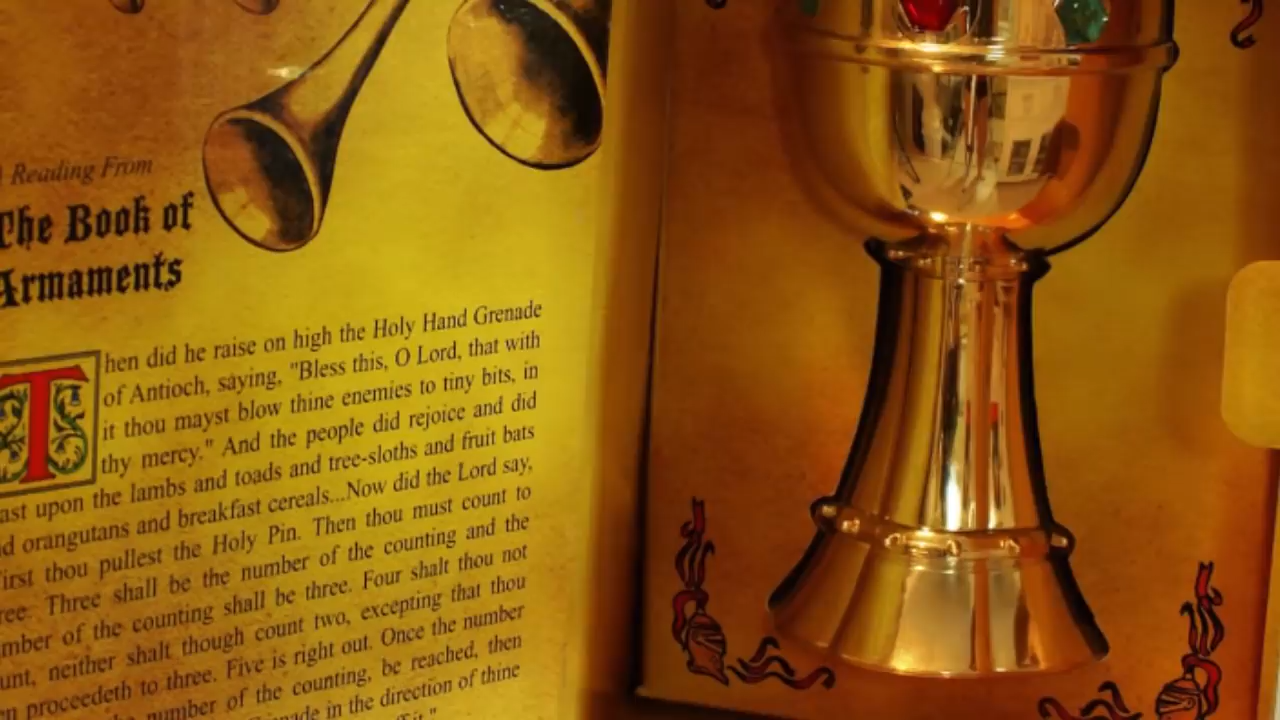 Reading From
The Book of
Armaments
Then did he raise on high the Holy Hand Grenade
of Antioch, saying, "Bless this, O Lord, that with
it thou mayst blow thine enemies to tiny bits, in
thy mercy." And the people did rejoice and did
upon the lambs and toads and tree-sloths and fruit bats
orangutans and breakfast cereals...Now did the Lord say,
thou pullest the Holy Pin. Then thou must count to
Three shall be the number of the counting and the
of the counting shall be three. Four shalt thou not
neither shalt though count two, excepting that thou
proceedeth to three. Five is right out. Once the number
number of the counting, be reached, then
in the direction of thine